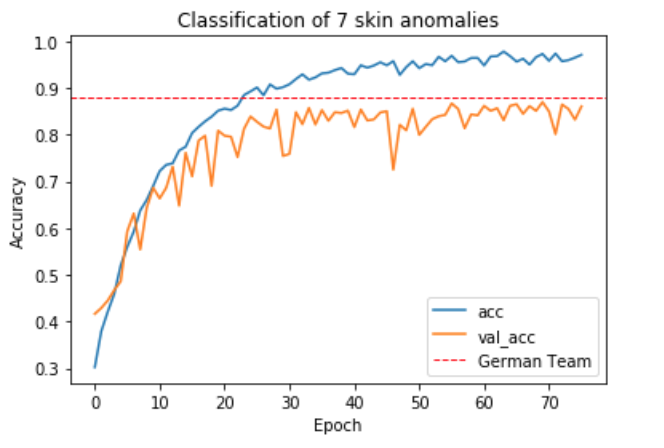 Classification of 7 skin anomalies
1.0
0.9
0.8
0.7
0.6
0.5
0.4
0.3
Accuracy
acc
val_acc
German Team
0 10 20 30 40 50 60 70
Epoch